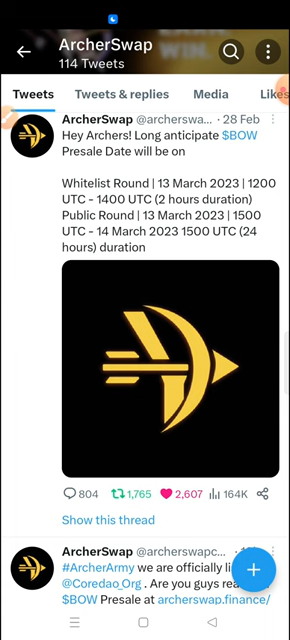 WIN.
ArcherSwap
114 Tweets
Tweets Tweets & replies Media Likes
ArcherSwap @archerswa... · 28 Feb
Hey Archers! Long anticipate $BOW
Presale Date will be on
Whitelist Round | 13 March 2023 | 1200
UTC - 1400 UTC (2 hours duration)
Public Round | 13 March 2023 | 1500
UTC - 14 March 2023 1500 UTC (24
hours) duration
804 1,765 2,607 164K
Show this thread
ArcherSwap @archerswapc...
#ArcherArmy we are officially li
@Coredao_Org . Are you guys rea
$BOW Presale at archerswap.finance/